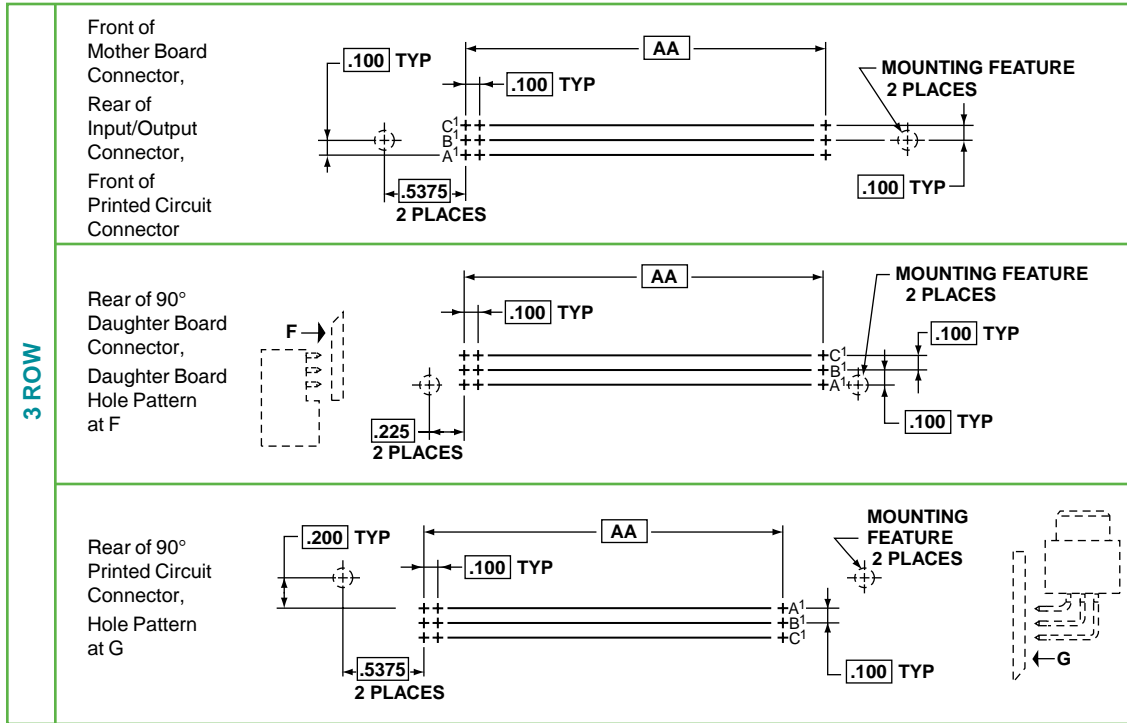 3 ROW
Front of
Mother Board
Connector,
Rear of
Input/Output
Connector,
Front of
Printed Circuit
Connector
.100 TYP
AA
.100 TYP
MOUNTING FEATURE
2 PLACES
C1
B1
A1
.5375
2 PLACES
.100 TYP
Rear of 90°
Daughter Board
Connector,
Daughter Board
Hole Pattern
at F
F
AA
.100 TYP
MOUNTING FEATURE
2 PLACES
.100 TYP
C1
B1
A1
.100 TYP
.225
2 PLACES
Rear of 90°
Printed Circuit
Connector,
Hole Pattern
at G
.200 TYP
AA
.100 TYP
MOUNTING
FEATURE
2 PLACES
A1
B1
C1
.5375
2 PLACES
.100 TYP
G